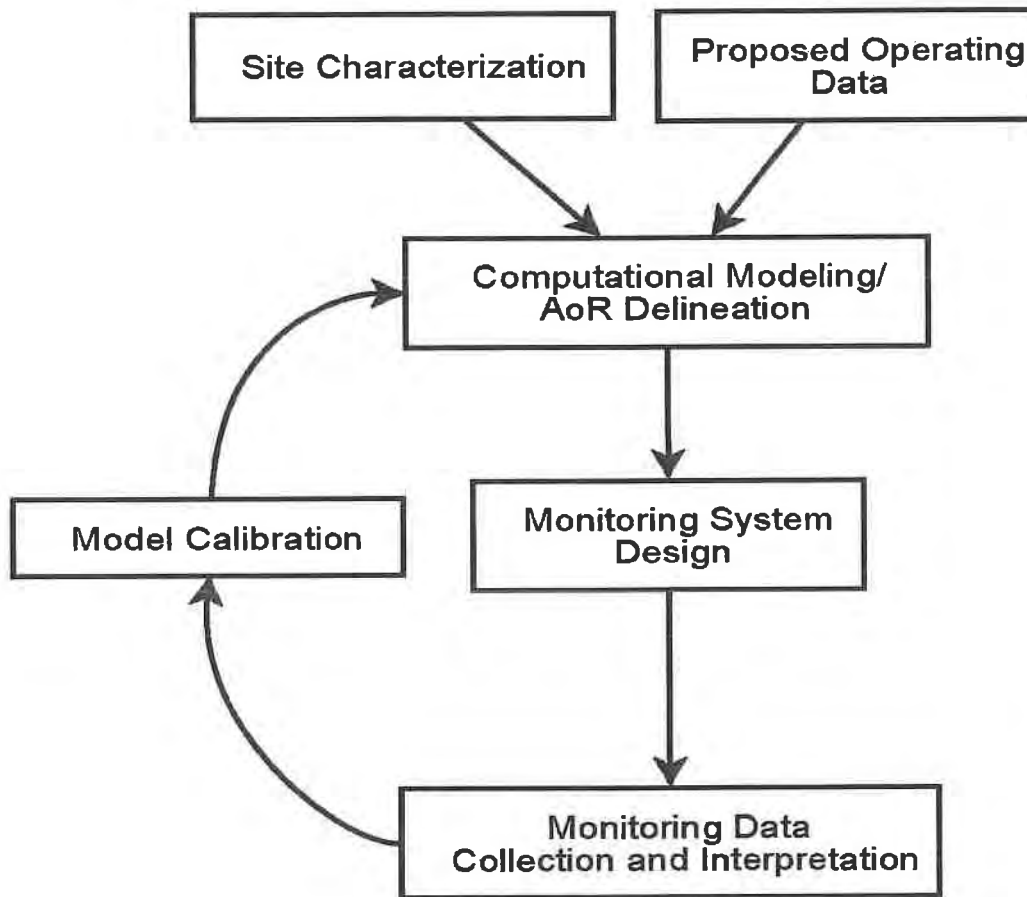 Site Characterization
Proposed Operating
Data
Computational Modeling/
AoR Delineation
Model Calibration
Monitoring System
Design
Monitoring Data
Collection and Interpretation